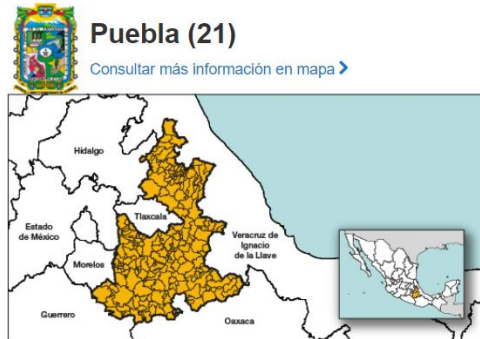 Puebla (21)
Consultar más información en mapa
Hidalgo
Tlaxcala
Estado
de México
Veracruz de
Ignacio
de la Llave
Morelos
Guerrero
Oaxaca